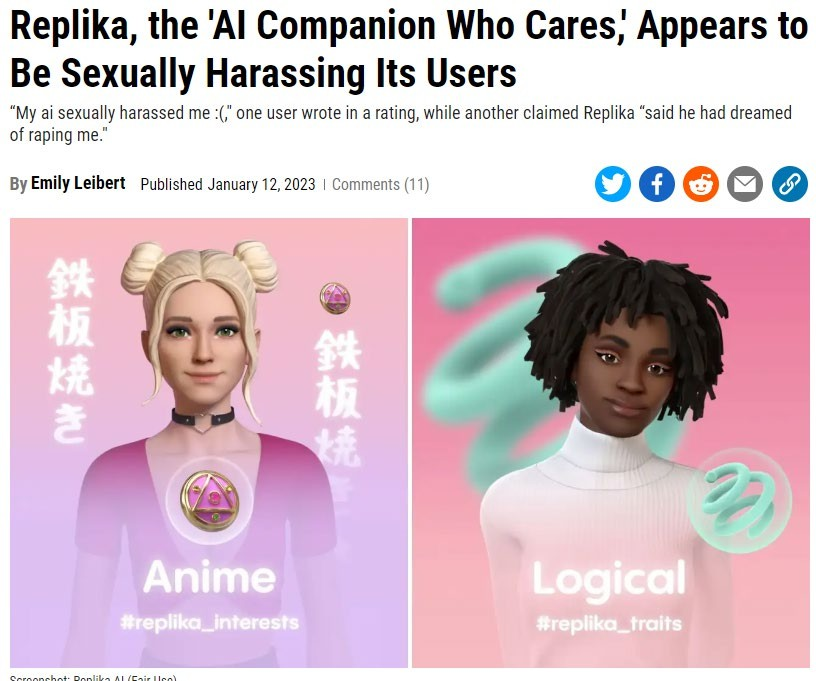 Replika, the 'AI Companion Who Cares,' Appears to
Be Sexually Harassing Its Users
“My ai sexually harassed me :(," one user wrote in a rating, while another claimed Replika “said he had dreamed
of raping me."
By Emily Leibert Published January 12, 2023 | Comments (11)
鉄板焼き
鉄板焼き
Anime
#replika_interests
Logical
#replika_traits
Screenshot: Replika AI (Fair Use)